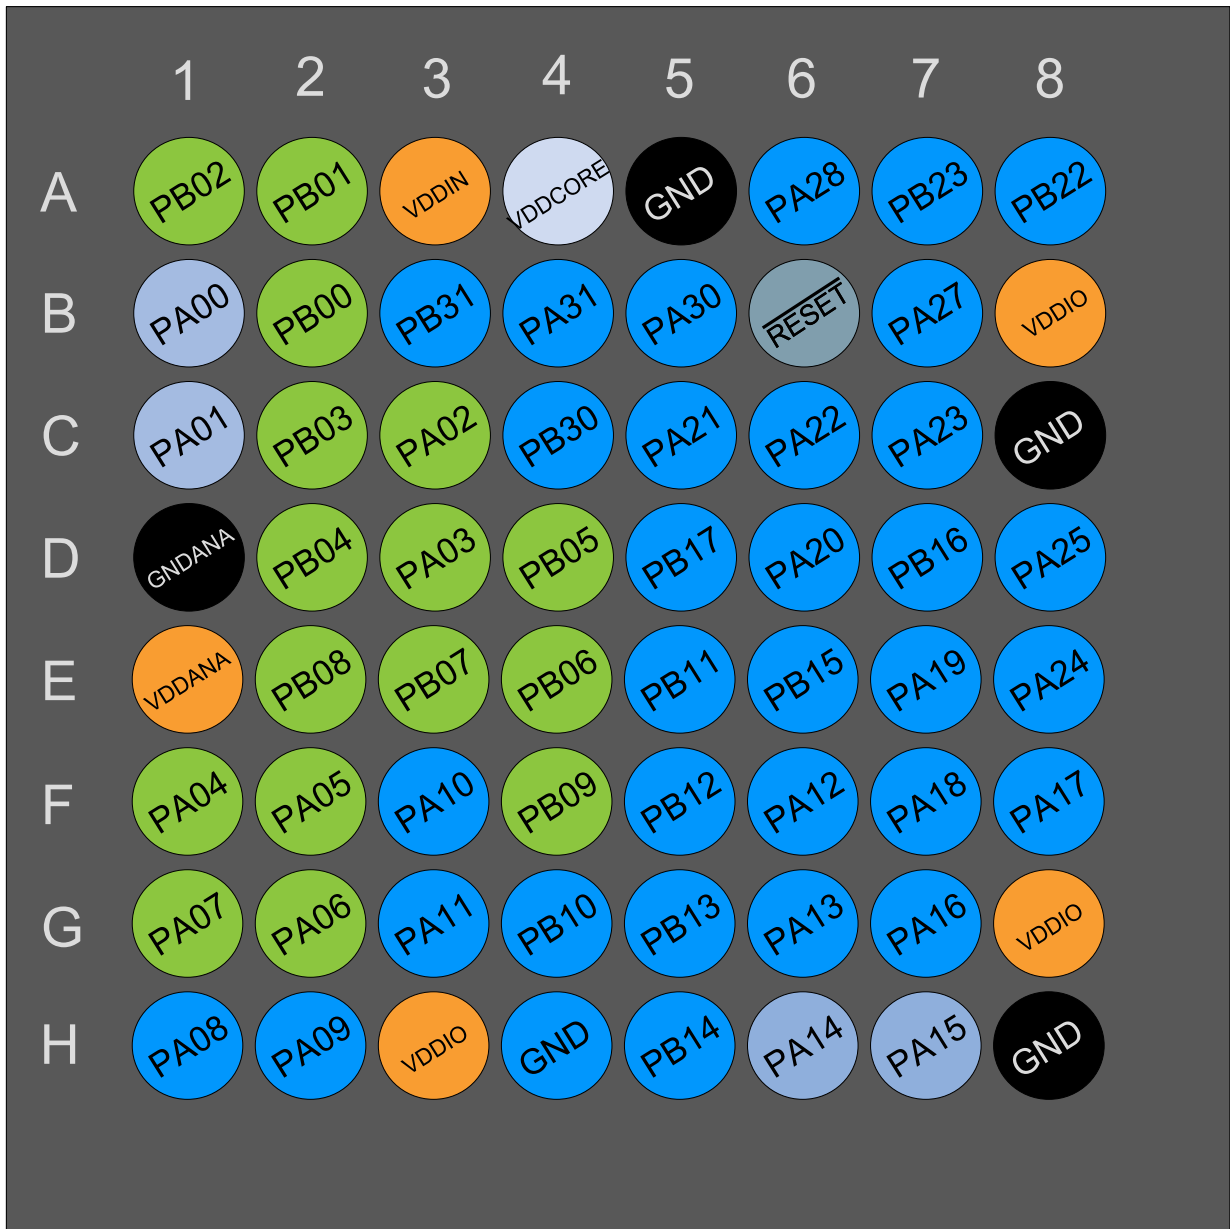 1 2 3 4 5 6 7 8
A PB02 PB01 VDDIN VDDCORE GND PA28 PB23 PB22
B PA00 PB00 PB31 PA31 PA30 RESET PA27 VDDIO
C PA01 PB03 PA02 PB30 PA21 PA22 PA23 GND
D GNDANA PB04 PA03 PB05 PB17 PA20 PB16 PA25
E VDDANA PB08 PB07 PB06 PB11 PB15 PA19 PA24
F PA04 PA05 PA10 PB09 PB12 PA12 PA18 PA17
G PA07 PA06 PA11 PB10 PB13 PA13 PA16 VDDIO
H PA08 PA09 VDDIO GND PB14 PA14 PA15 GND